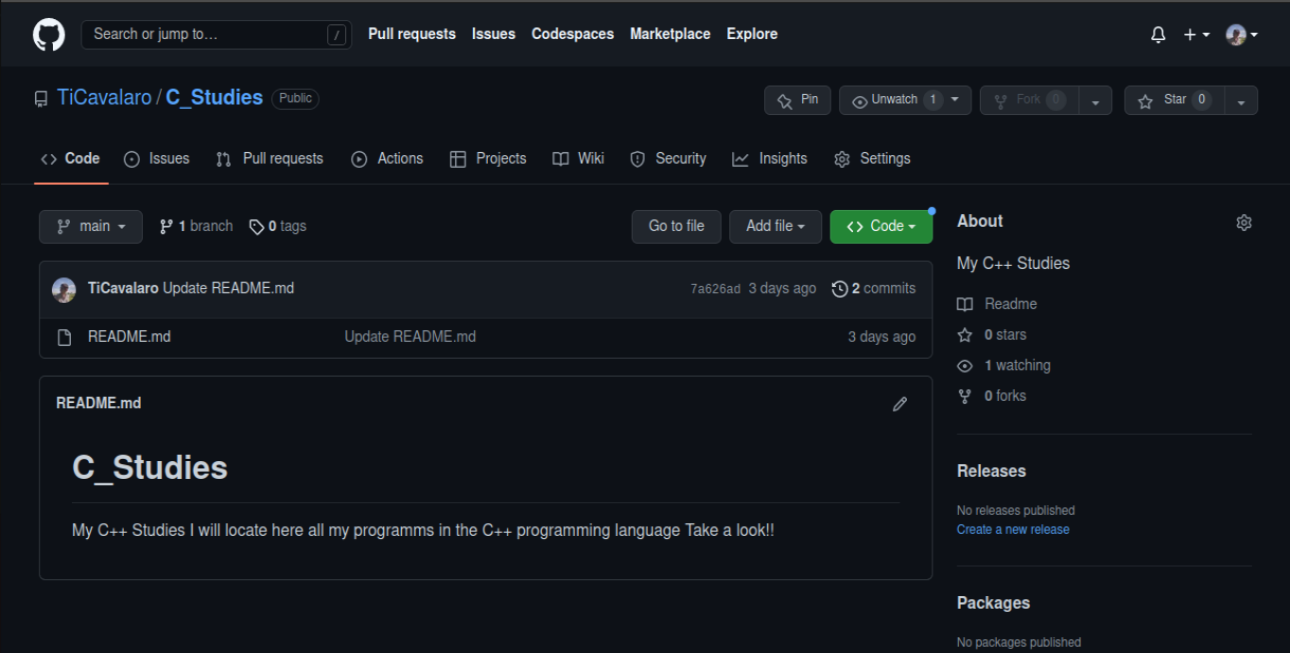 Search or jump to… / Pull requests Issues Codespaces Marketplace Explore
TiCavalaro / C_Studies Public Pin Unwatch 1 Fork 0 Star 0
Code Issues Pull requests Actions Projects Wiki Security Insights Settings
main 1 branch 0 tags Go to file Add file Code
TiCavalaro Update README.md 7a626ad 3 days ago 2 commits
README.md Update README.md 3 days ago
README.md
C_Studies
My C++ Studies I will locate here all my programms in the C++ programming language Take a look!!
About
My C++ Studies
Readme
0 stars
1 watching
0 forks
Releases
No releases published
Create a new release
Packages
No packages published